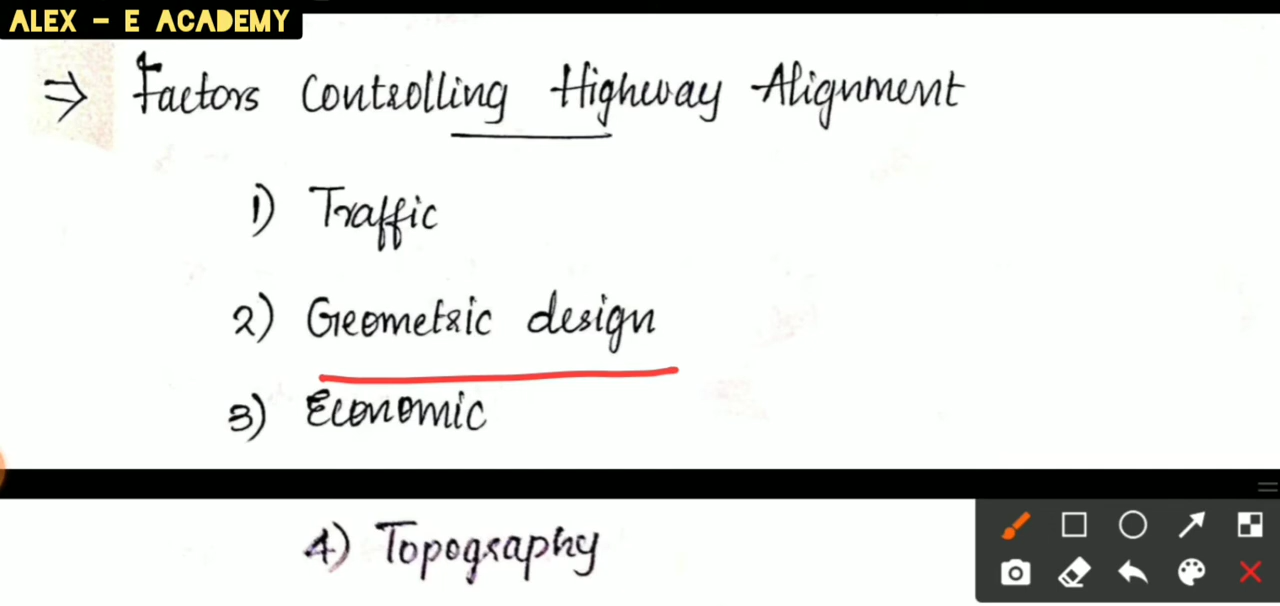 ALEX - E ACADEMY
⇒ Factors Controlling Highway Alignment
1) Traffic
2) Geometric design
3) Economic
4) Topography